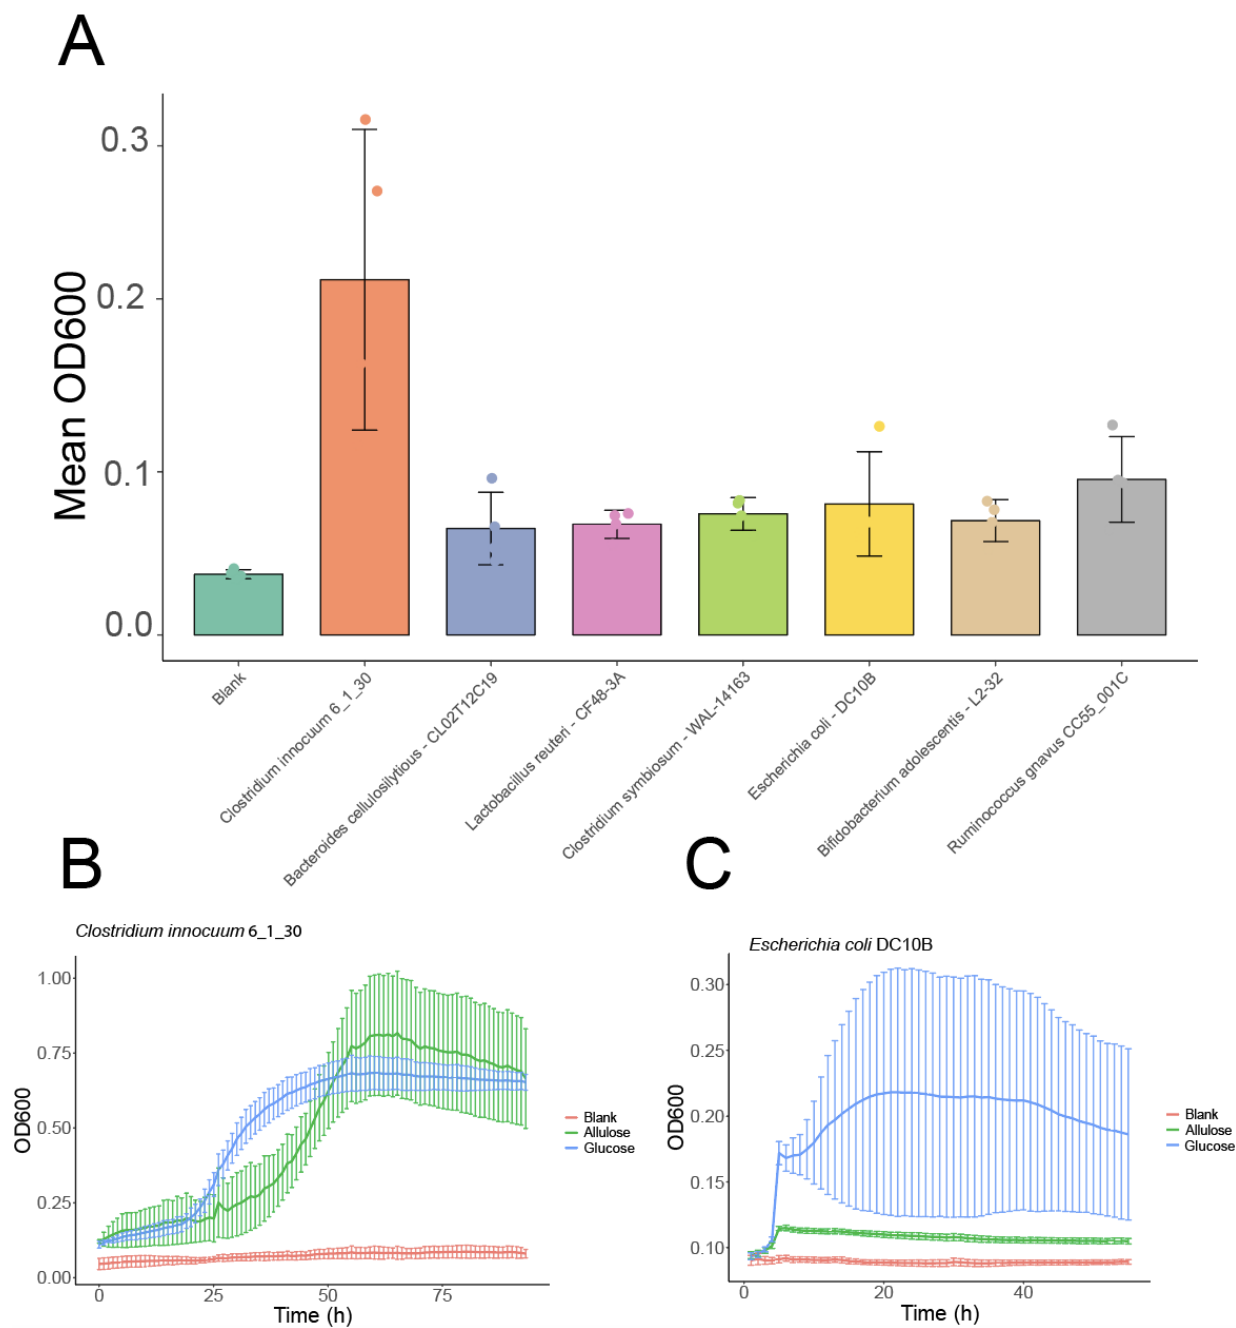 A
Mean OD600
0.3
0.2
0.1
0.0
Blank
Clostridium innocuum 6_1_30
Bacteroides cellulosilytious - CL02T12C19
Lactobacillus reuteri - CF48-3A
Clostridium symbiosum - WAL-14163
Escherichia coli - DC10B
Bifidobacterium adolescentis - L2-32
Ruminococcus gnavus CC55_001C
B
Clostridium innocuum 6_1_30
OD600
1.00
0.75
0.50
0.25
0.00
0
25
50
75
Time (h)
Blank
Allulose
Glucose
C
Escherichia coli DC10B
OD600
0.30
0.25
0.20
0.15
0.10
0
20
40
Time (h)
Blank
Allulose
Glucose